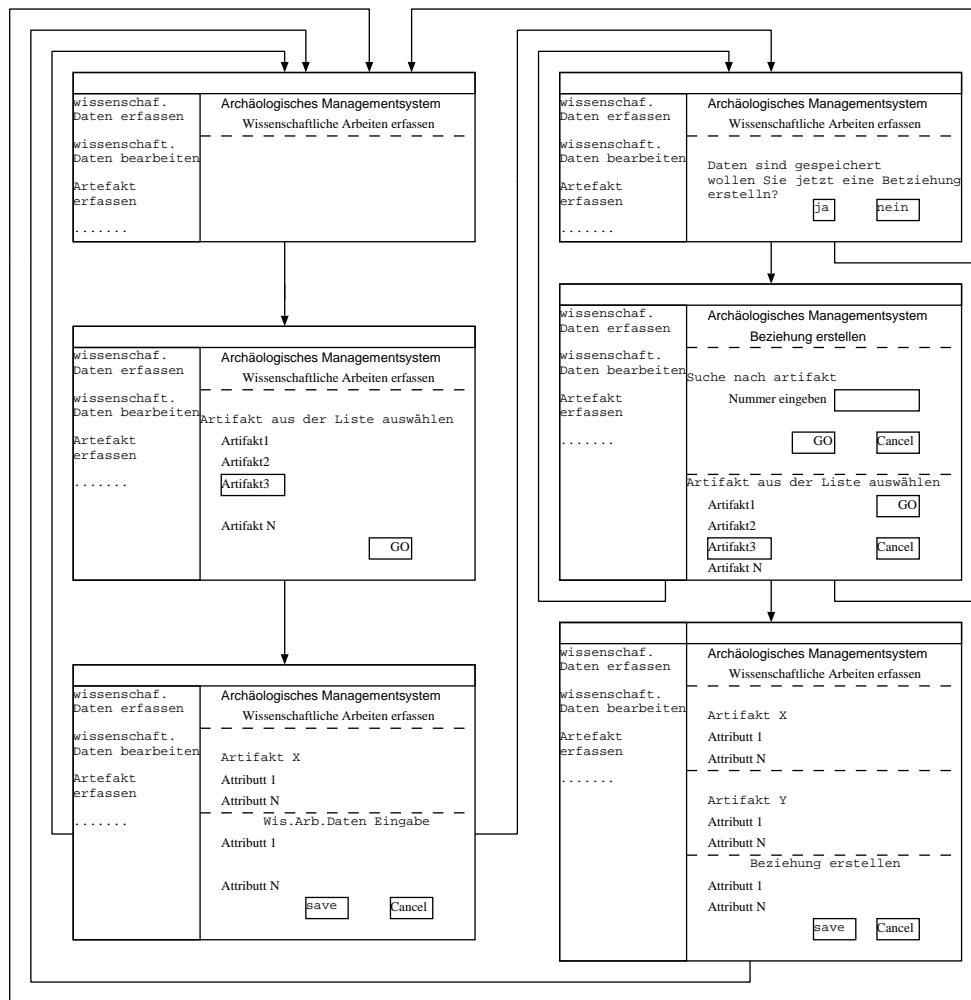 wissenschaf.
Daten erfassen
wissenschaft.
Daten bearbeiten
Artefakt
erfassen
.......
Archäologisches Managementsystem
Wissenschaftliche Arbeiten erfassen
wissenschaf.
Daten erfassen
wissenschaft.
Daten bearbeiten
Artefakt
erfassen
.......
Archäologisches Managementsystem
Wissenschaftliche Arbeiten erfassen
Artifakt aus der Liste auswählen
Artifakt1
Artifakt2
Artifakt3
Artifakt N
GO
wissenschaf.
Daten erfassen
wissenschaft.
Daten bearbeiten
Artefakt
erfassen
.......
Archäologisches Managementsystem
Wissenschaftliche Arbeiten erfassen
Artifakt X
Attributt 1
Attributt N
Wis.Arb.Daten Eingabe
Attributt 1
Attributt N
save Cancel
wissenschaf.
Daten erfassen
wissenschaft.
Daten bearbeiten
Artefakt
erfassen
.......
Archäologisches Managementsystem
Wissenschaftliche Arbeiten erfassen
Daten sind gespeichert
wollen Sie jetzt eine Betziehung
erstelln?
ja nein
wissenschaf.
Daten erfassen
wissenschaft.
Daten bearbeiten
Artefakt
erfassen
.......
Archäologisches Managementsystem
Beziehung erstellen
Suche nach artifakt
Nummer eingeben
GO Cancel
Artifakt aus der Liste auswählen
Artifakt1 GO
Artifakt2
Artifakt3 Cancel
Artifakt N
wissenschaf.
Daten erfassen
wissenschaft.
Daten bearbeiten
Artefakt
erfassen
.......
Archäologisches Managementsystem
Wissenschaftliche Arbeiten erfassen
Artifakt X
Attributt 1
Attributt N
Artifakt Y
Attributt 1
Attributt N
Beziehung erstellen
Attributt 1
Attributt N
save Cancel